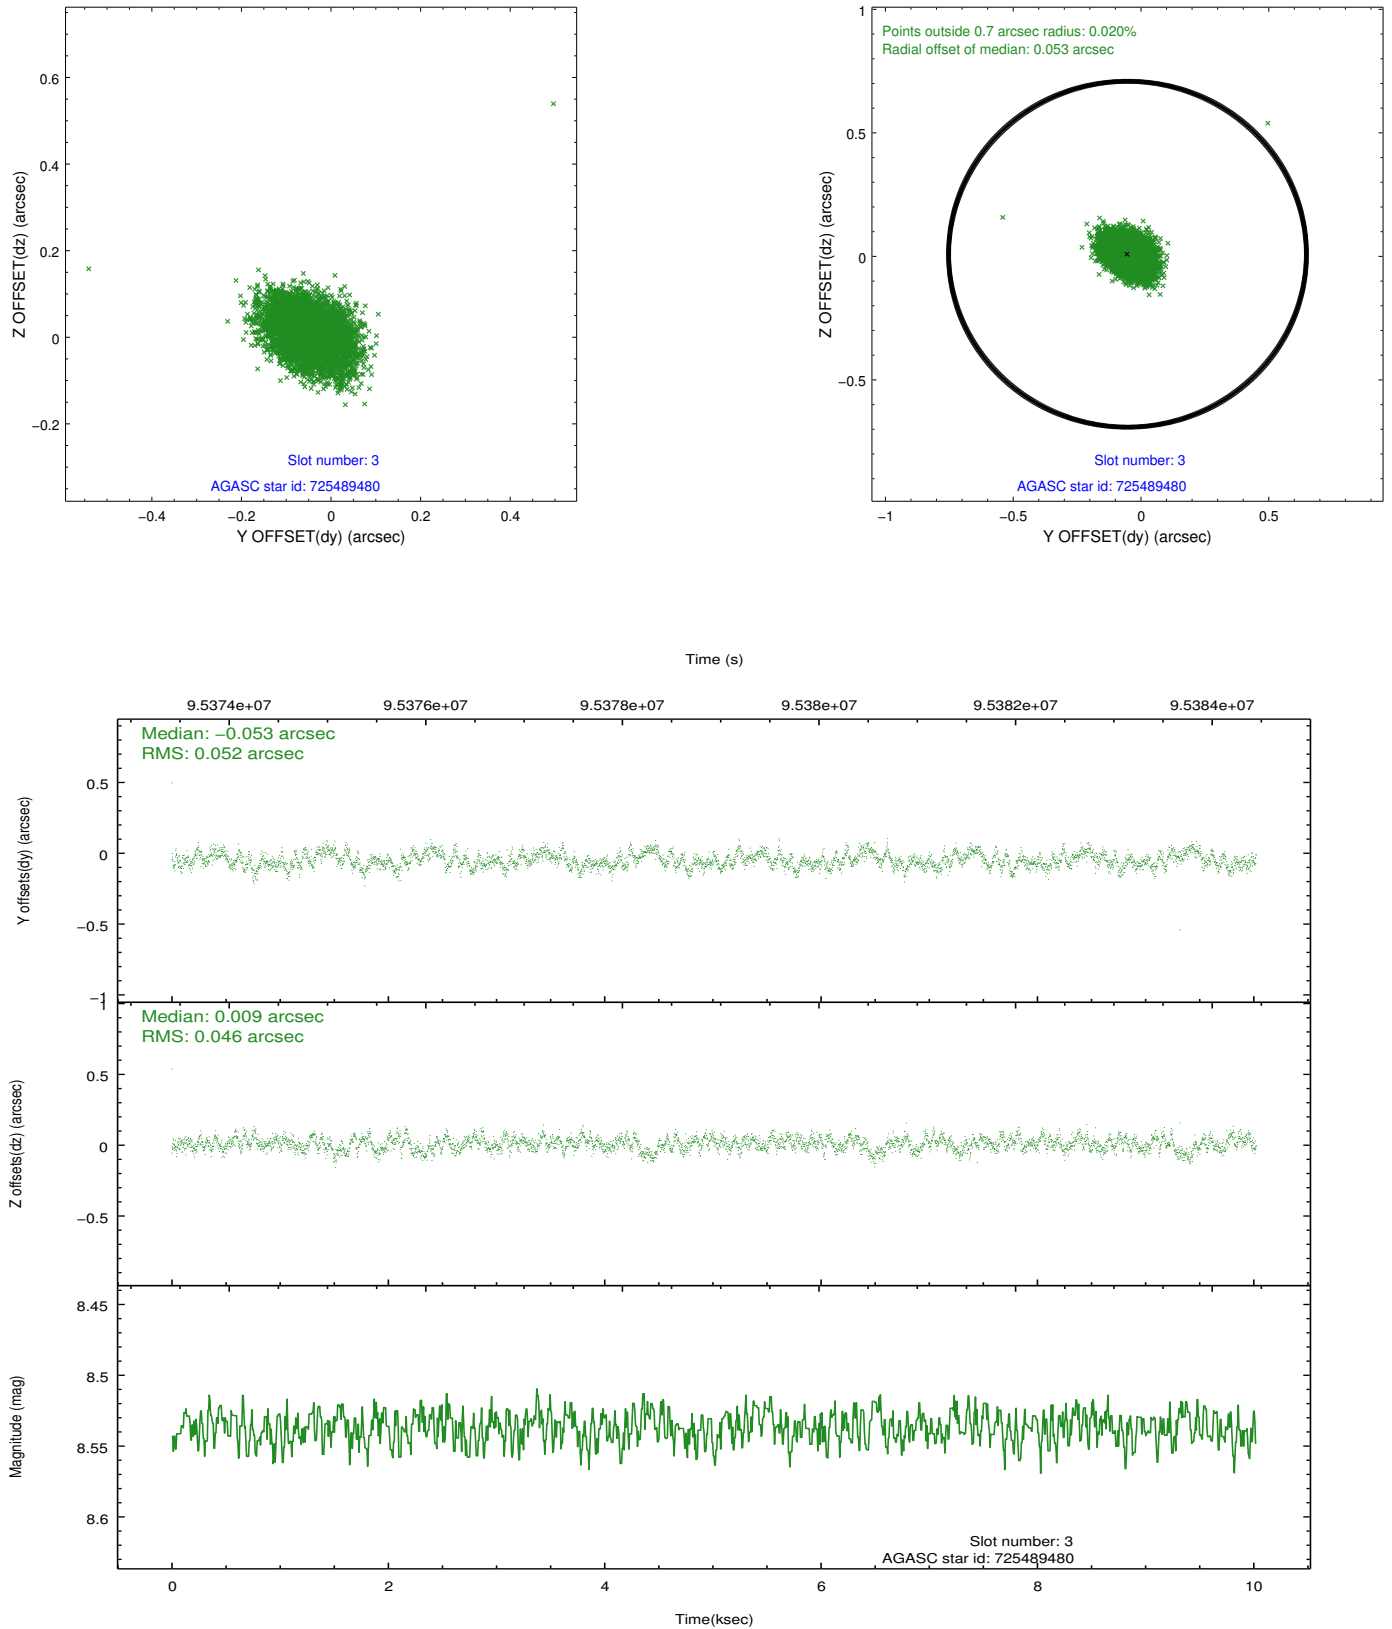 0.6
0.4
0.2
0
−0.2
Z OFFSET(dz) (arcsec)
Slot number: 3
AGASC star id: 725489480
−0.4 −0.2 0 0.2 0.4
Y OFFSET(dy) (arcsec)
Points outside 0.7 arcsec radius: 0.020%
Radial offset of median: 0.053 arcsec
1
0.5
0
−0.5
Z OFFSET(dz) (arcsec)
Slot number: 3
AGASC star id: 725489480
−1 −0.5 0 0.5
Y OFFSET(dy) (arcsec)
Time (s)
9.5374e+07 9.5376e+07 9.5378e+07 9.538e+07 9.5382e+07 9.5384e+07
Median: −0.053 arcsec
RMS: 0.052 arcsec
0.5
0
−0.5
−1
Y offsets(dy) (arcsec)
1
Median: 0.009 arcsec
RMS: 0.046 arcsec
0.5
0
−0.5
Z offsets(dz) (arcsec)
8.45
8.5
8.55
8.6
Magnitude (mag)
Slot number: 3
AGASC star id: 725489480
0 2 4 6 8 10
Time(ksec)